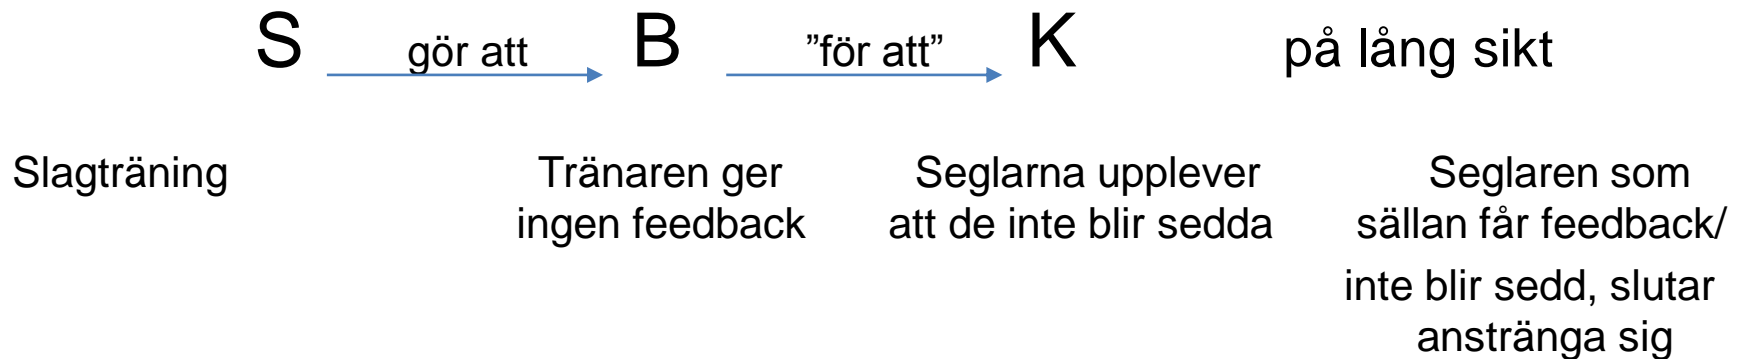 S gör att B ”för att” K på lång sikt
Slagträning
Tränaren ger
ingen feedback
Seglarna upplever
att de inte blir sedda
Seglaren som
sällan får feedback/
inte blir sedd, slutar
anstränga sig